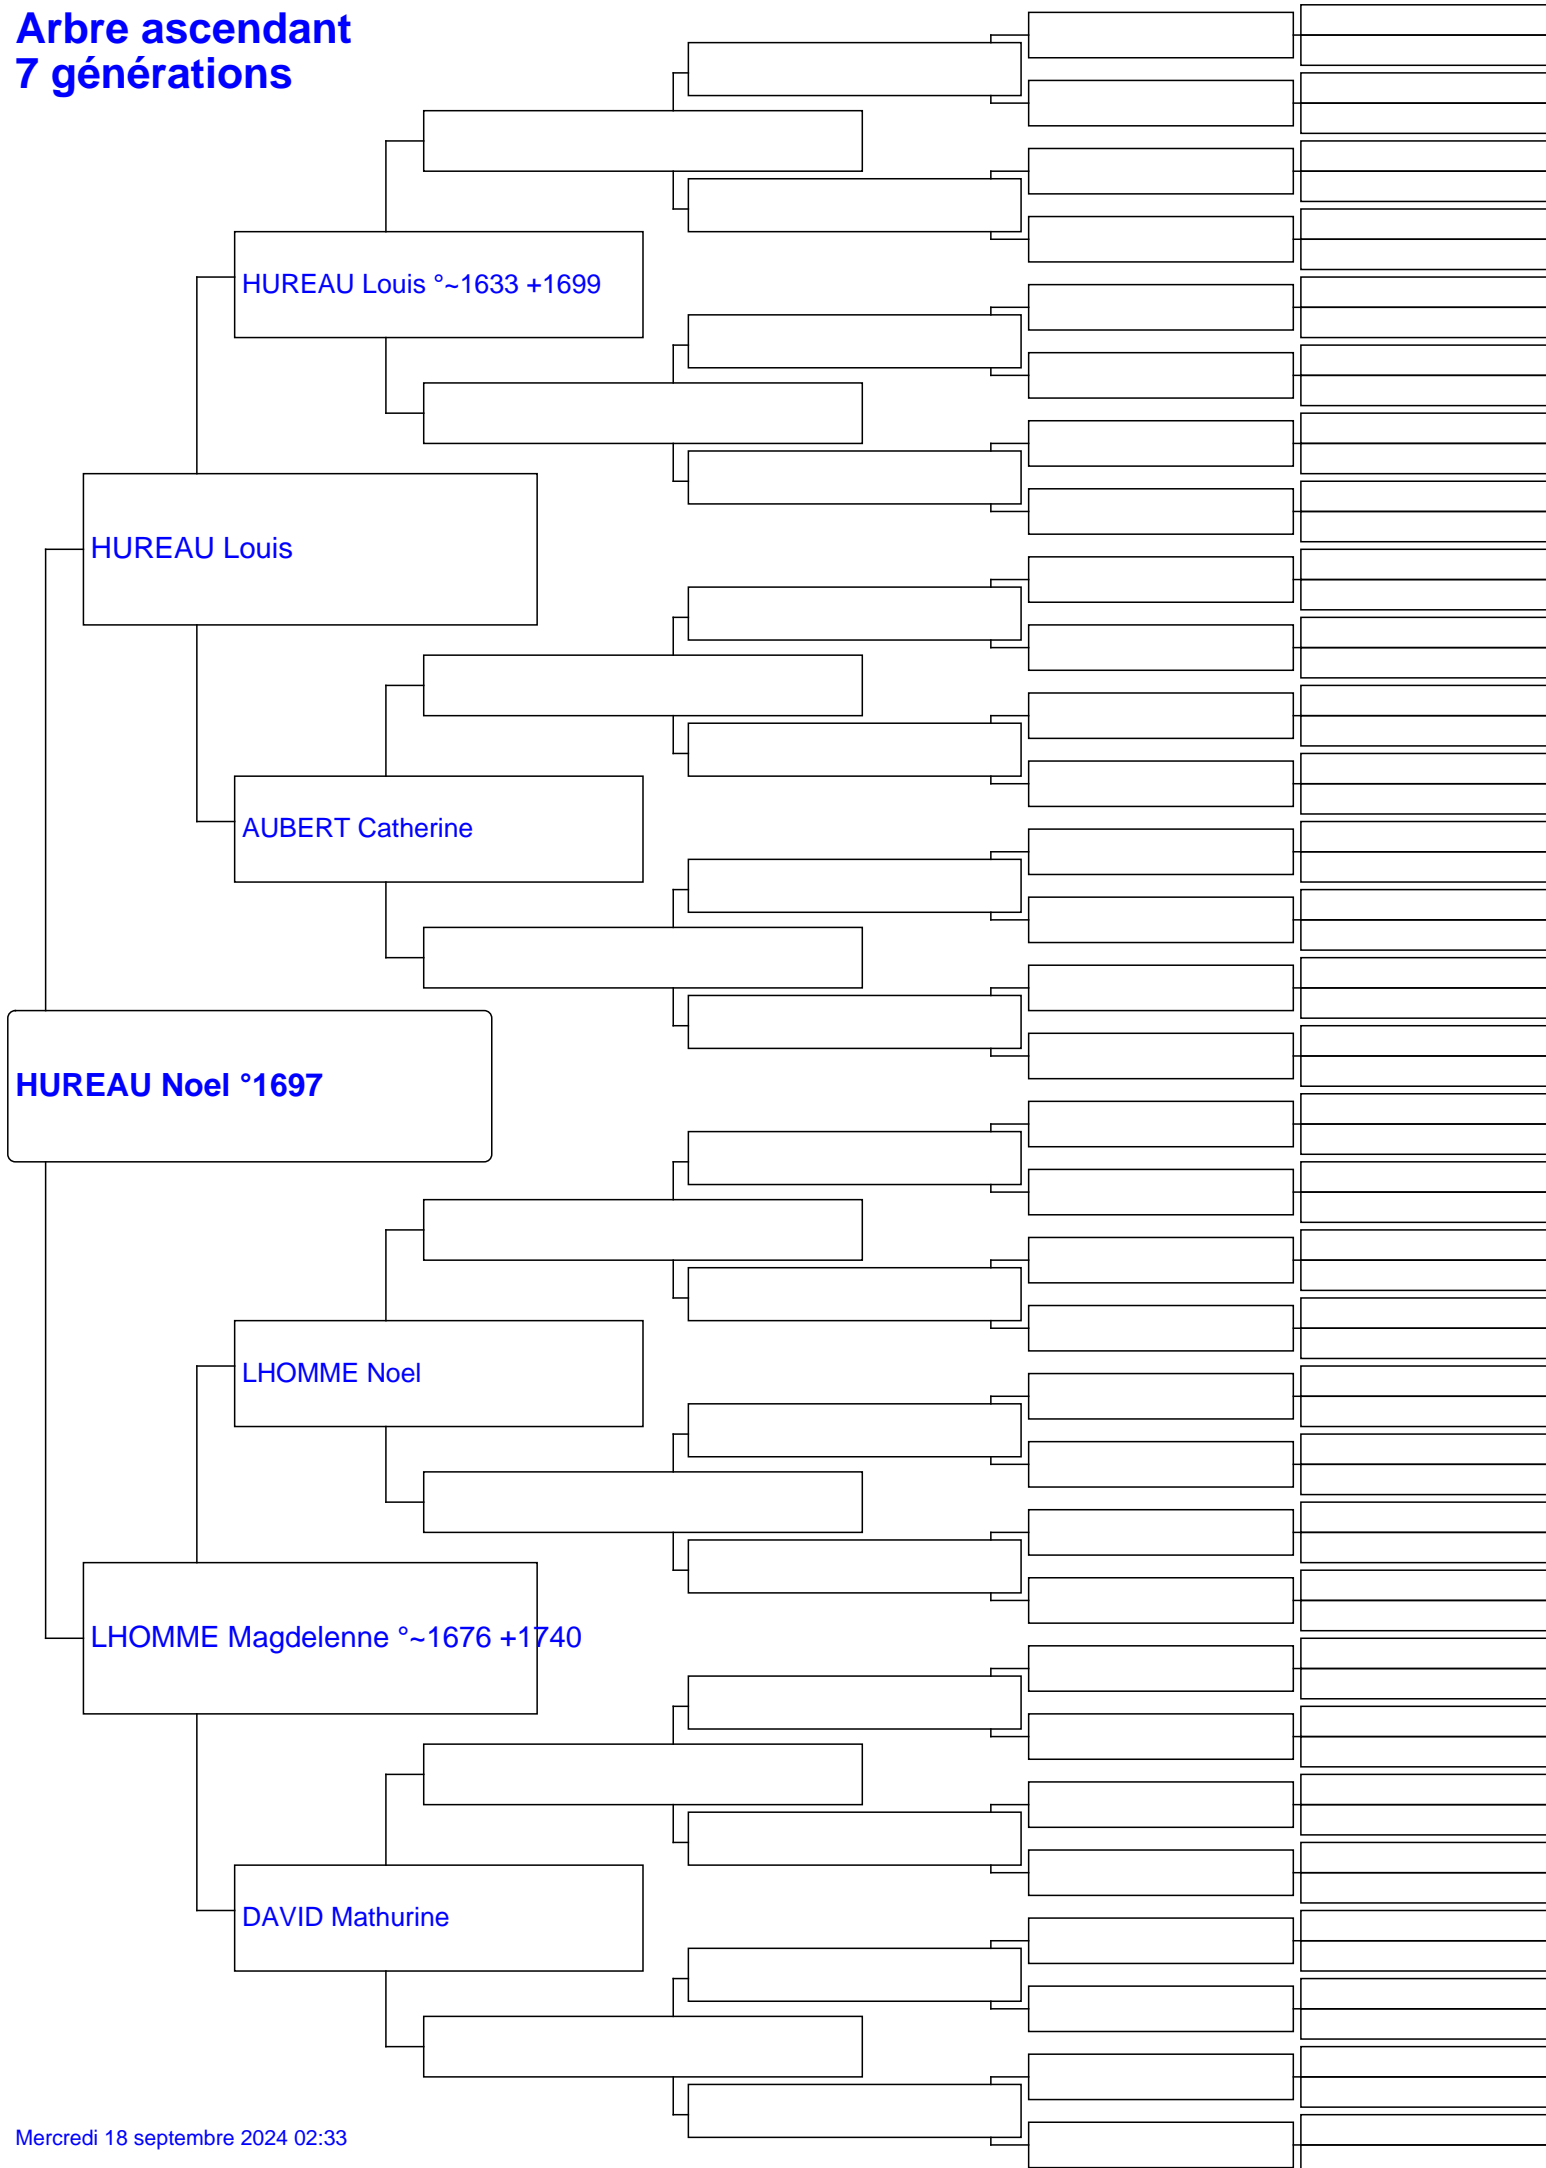 Arbre ascendant
7 générations
HUREAU Louis °~1633 +1699
HUREAU Louis
AUBERT Catherine
HUREAU Noel °1697
LHOMME Noel
LHOMME Magdelenne °~1676 +1740
DAVID Mathurine
Mercredi 18 septembre 2024 02:33